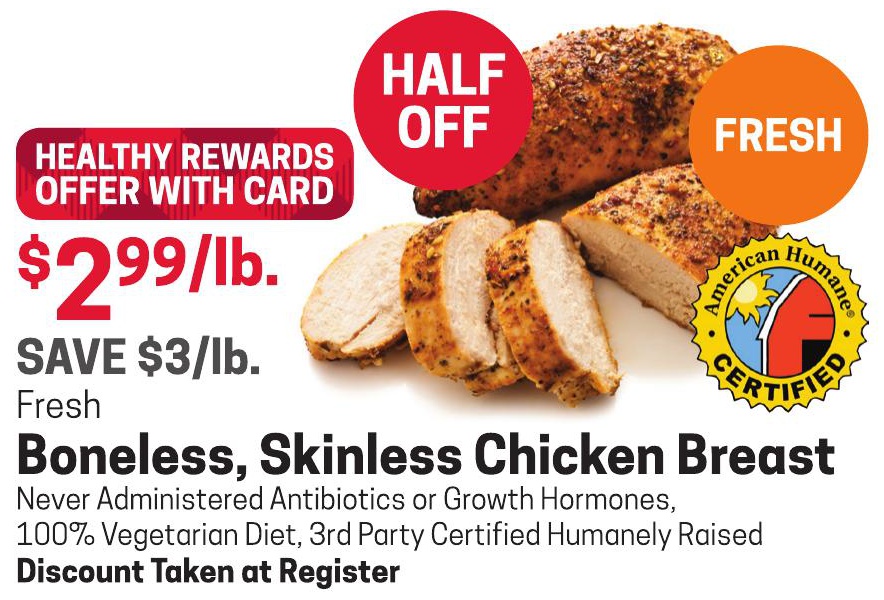 HALF
OFF
FRESH
HEALTHY REWARDS
OFFER WITH CARD
$2.99/lb.
SAVE $3/lb.
American Humane®
CERTIFIED
Fresh
Boneless, Skinless Chicken Breast
Never Administered Antibiotics or Growth Hormones,
100% Vegetarian Diet, 3rd Party Certified Humanely Raised
Discount Taken at Register